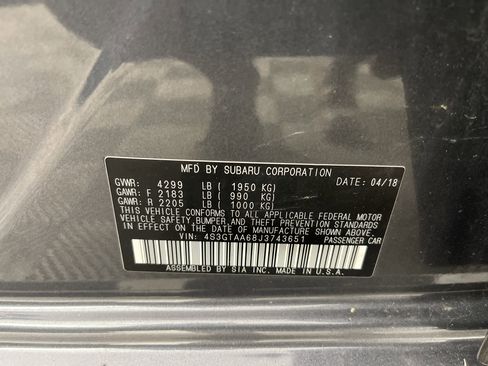 MFD BY SUBARU CORPORATION
GVWR: 4299 LB ( 1950 KG) DATE: 04/18
GAWR: F 2183 LB ( 990 KG)
GAWR: R 2205 LB ( 1000 KG)
THIS VEHICLE CONFORMS TO ALL APPLICABLE FEDERAL MOTOR
VEHICLE SAFETY,BUMPER,AND THEFT PREVENTION STANDARDS
IN EFFECT ON THE DATE OF MANUFACTURE SHOWN ABOVE.
VIN: 4S3GTAA68J3743651 PASSENGER CAR
ASSEMBLED BY SIA INC. MADE IN U.S.A.